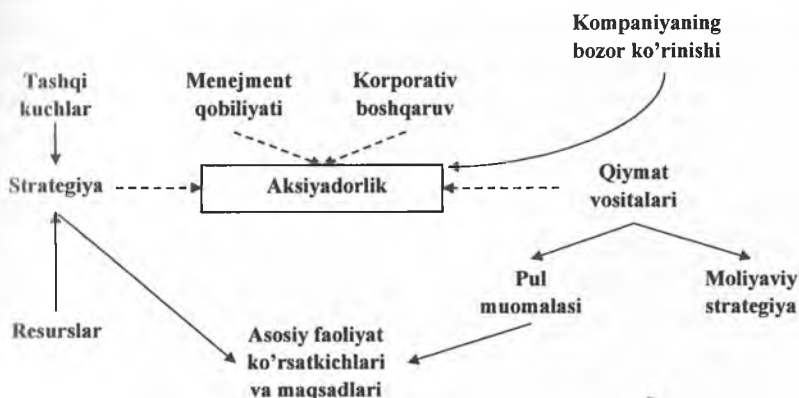 Kompaniyaning
bozor ko'rinishi
Tashqi
kuchlar
Menejment
qobiliyati
Korporativ
boshqaruv
Strategiya
Aksiyadorlik
Qiymat
vositalari
Pul
muomalasi
Moliyaviy
strategiya
Resurslar
Asosiy faoliyat
ko'rsatkichlari
va maqsadlari